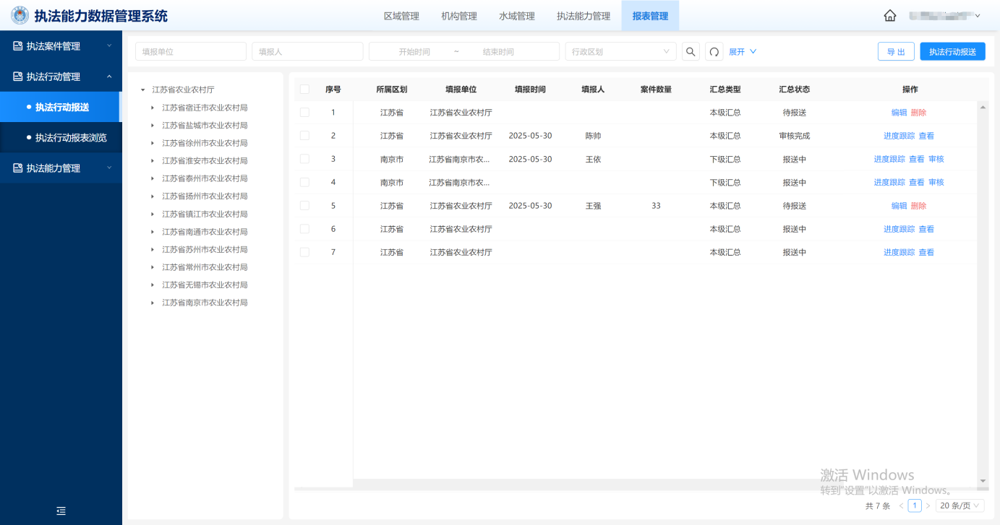 执法能力数据管理系统 区域管理 机构管理 水域管理 执法能力管理 报表管理
执法案件管理
执法行动管理
执法行动报送
执法行动报表浏览
执法能力管理
填报单位 填报人 开始时间 ~ 结束时间 行政区划 展开 导 出 执法行动报送
江苏省农业农村厅
江苏省宿迁市农业农村局
江苏省盐城市农业农村局
江苏省徐州市农业农村局
江苏省淮安市农业农村局
江苏省泰州市农业农村局
江苏省扬州市农业农村局
江苏省镇江市农业农村局
江苏省南通市农业农村局
江苏省苏州市农业农村局
江苏省常州市农业农村局
江苏省无锡市农业农村局
江苏省南京市农业农村局
序号 所属区划 填报单位 填报时间 填报人 案件数量 汇总类型 汇总状态 操作
1 江苏省 江苏省农业农村厅 本级汇总 待报送 编辑 删除
2 江苏省 江苏省农业农村厅 2025-05-30 陈帅 本级汇总 审核完成 进度跟踪 查看
3 南京市 江苏省南京市农... 2025-05-30 王依 下级汇总 报送中 进度跟踪 查看 审核
4 南京市 江苏省南京市农... 下级汇总 报送中 进度跟踪 查看 审核
5 江苏省 江苏省农业农村厅 2025-05-30 王强 33 本级汇总 待报送 编辑 删除
6 江苏省 江苏省农业农村厅 本级汇总 报送中 进度跟踪 查看
7 江苏省 江苏省农业农村厅 本级汇总 报送中 进度跟踪 查看
激活 Windows
转到"设置"以激活 Windows。
共 7 条 < 1 > 20 条/页